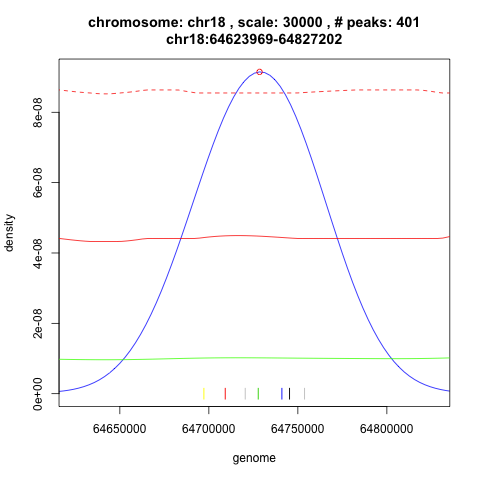 chromosome: chr18 , scale: 30000 , # peaks: 401
chr18:64623969-64827202
density
8e-08
6e-08
4e-08
2e-08
0e+00
64650000 64700000 64750000 64800000
genome